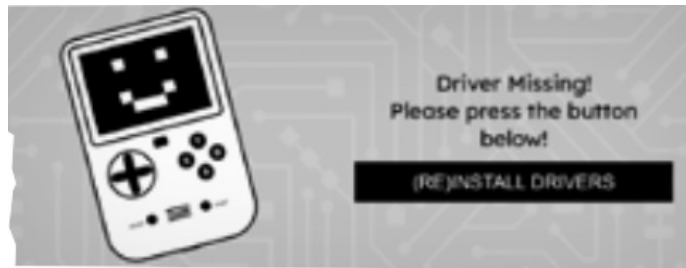 Driver Missing!
Please press the button
below!
(RE)INSTALL DRIVERS